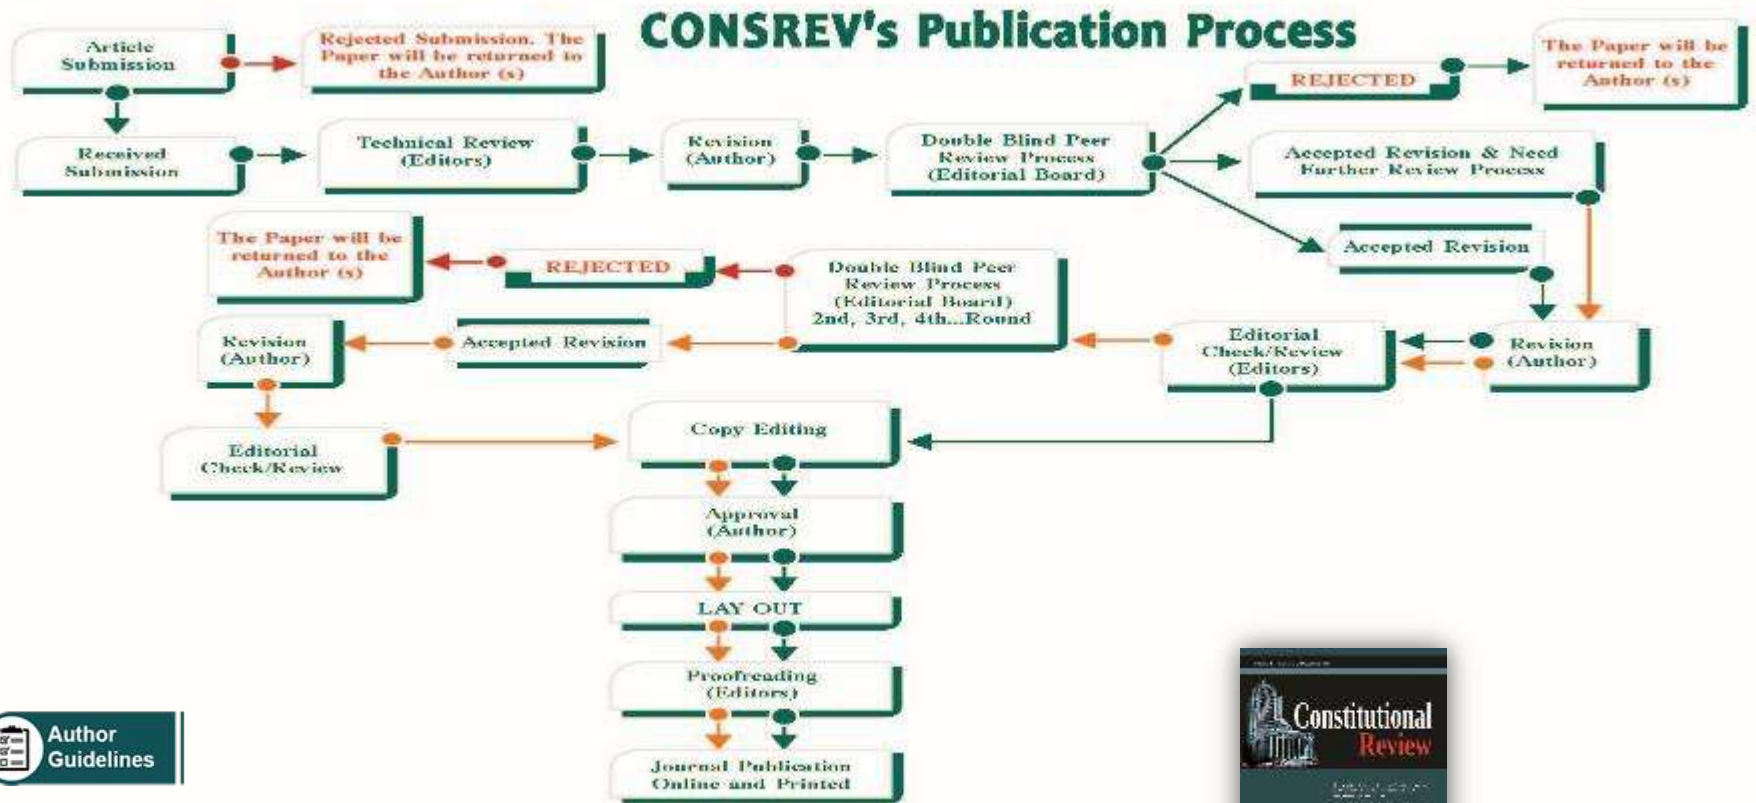 CONSREV's Publication Process
Article
Submission
Rejected Submission. The
Paper will be returned to
the Author (s)
REJECTED
The Paper will be
returned to the
Author (s)
Received
Submission
Technical Review
(Editors)
Revision
(Author)
Double Blind Peer
Review Process
(Editorial Board)
Accepted Revision & Need
Further Review Process
Accepted Revision
The Paper will be
returned to the
Author (s)
REJECTED
Double Blind Peer
Review Process
(Editorial Board)
2nd, 3rd, 4th...Round
Revision
(Author)
Accepted Revision
Editorial
Check/Review
(Editors)
Revision
(Author)
Editorial
Check/Review
Copy Editing
Approval
(Author)
LAY OUT
Proofreading
(Editors)
Journal Publication
Online and Printed
Author
Guidelines
Constitutional
Review